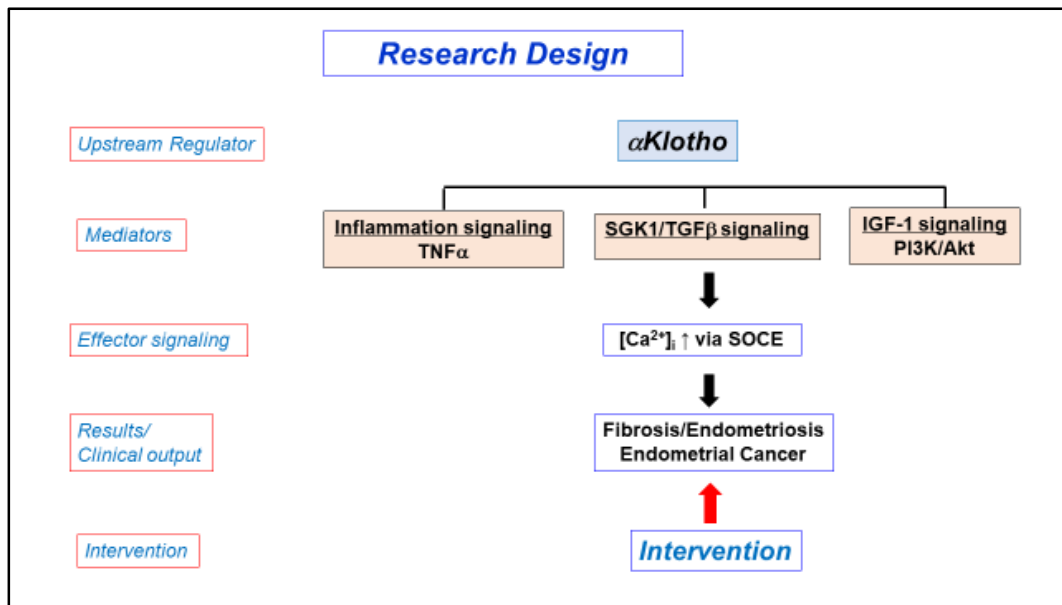 Research Design
Upstream Regulator
αKlotho
Mediators
Inflammation signaling
TNFα
SGK1/TGFβ signaling
IGF-1 signaling
PI3K/Akt
Effector signaling
[Ca²⁺]ᵢ ↑ via SOCE
Results/
Clinical output
Fibrosis/Endometriosis
Endometrial Cancer
Intervention
Intervention